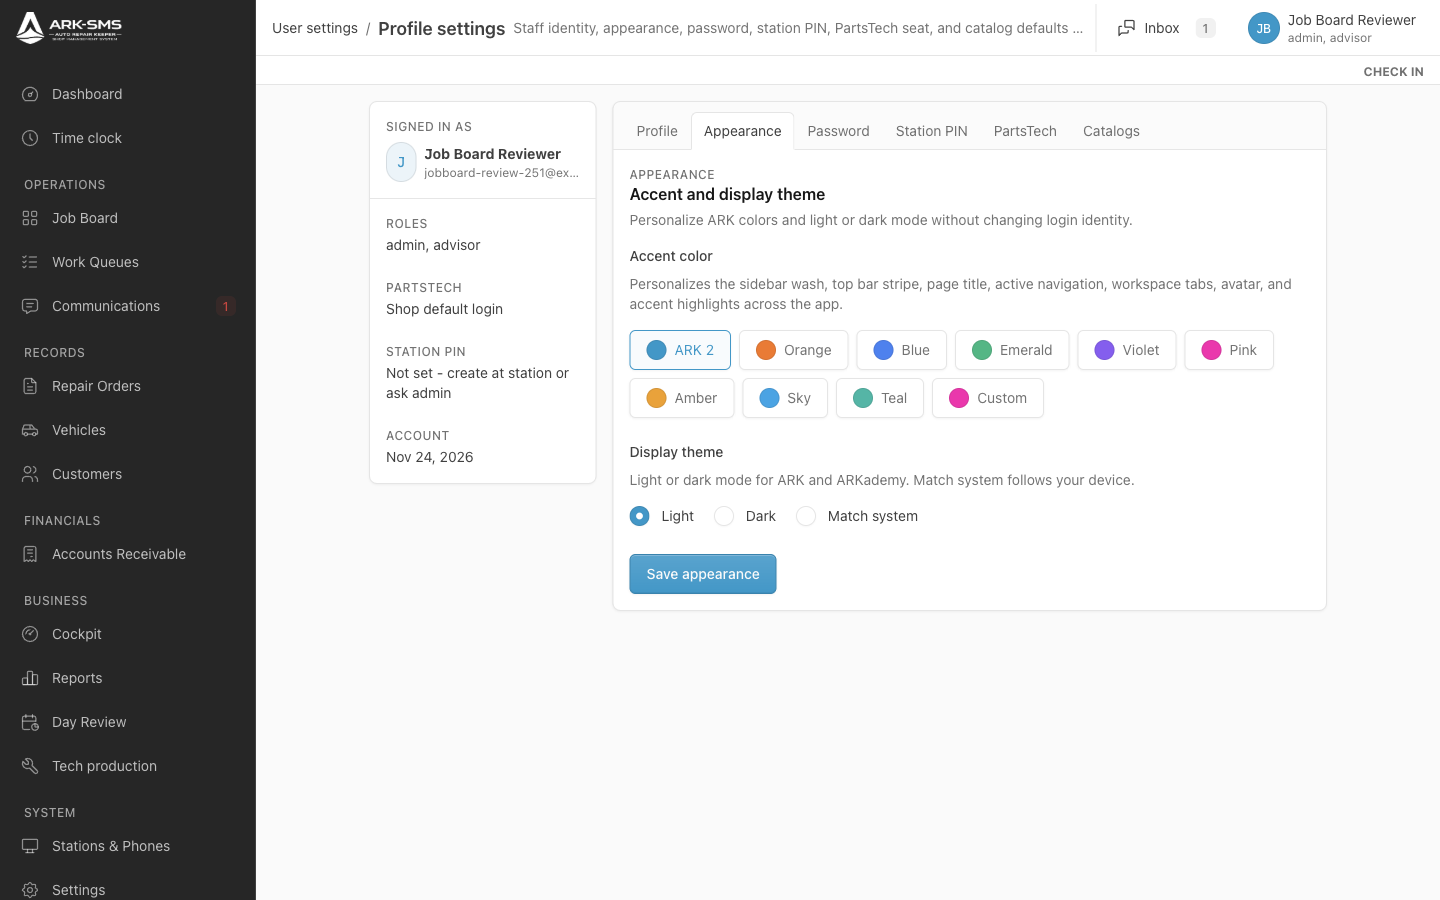 ARK-SMS
AUTO REPAIR KEEPER
SHOP MANAGEMENT SYSTEM
Dashboard
Time clock
OPERATIONS
Job Board
Work Queues
Communications 1
RECORDS
Repair Orders
Vehicles
Customers
FINANCIALS
Accounts Receivable
BUSINESS
Cockpit
Reports
Day Review
Tech production
SYSTEM
Stations & Phones
Settings
User settings / Profile settings Staff identity, appearance, password, station PIN, PartsTech seat, and catalog defaults ...
Inbox 1
JB
Job Board Reviewer
admin, advisor
CHECK IN
SIGNED IN AS
J
Job Board Reviewer
jobboard-review-251@ex...
ROLES
admin, advisor
PARTSTECH
Shop default login
STATION PIN
Not set - create at station or
ask admin
ACCOUNT
Nov 24, 2026
Profile Appearance Password Station PIN PartsTech Catalogs
APPEARANCE
Accent and display theme
Personalize ARK colors and light or dark mode without changing login identity.
Accent color
Personalizes the sidebar wash, top bar stripe, page title, active navigation, workspace tabs, avatar, and
accent highlights across the app.
ARK 2 Orange Blue Emerald Violet Pink
Amber Sky Teal Custom
Display theme
Light or dark mode for ARK and ARKademy. Match system follows your device.
Light Dark Match system
Save appearance